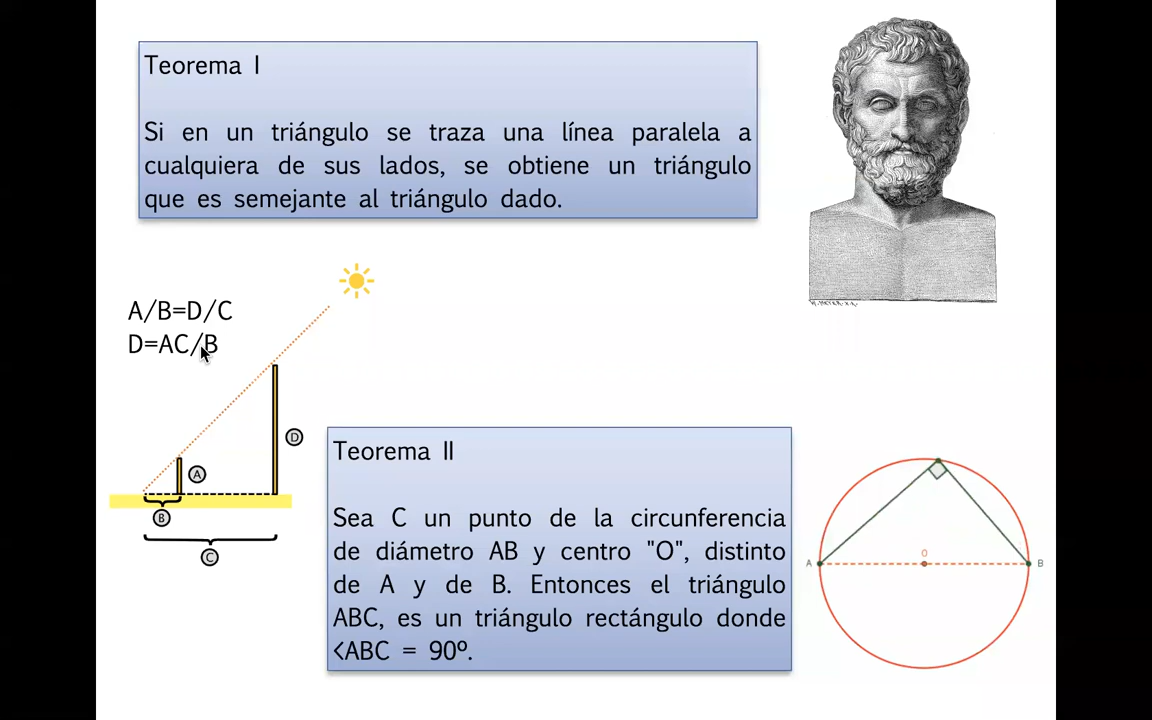 Teorema I
Si en un triángulo se traza una línea paralela a
cualquiera de sus lados, se obtiene un triángulo
que es semejante al triángulo dado.
A/B=D/C
D=AC/B
D
A
B
C
Teorema II
Sea C un punto de la circunferencia
de diámetro AB y centro "O", distinto
de A y de B. Entonces el triángulo
ABC, es un triángulo rectángulo donde
<ABC = 90º.
O
A
B